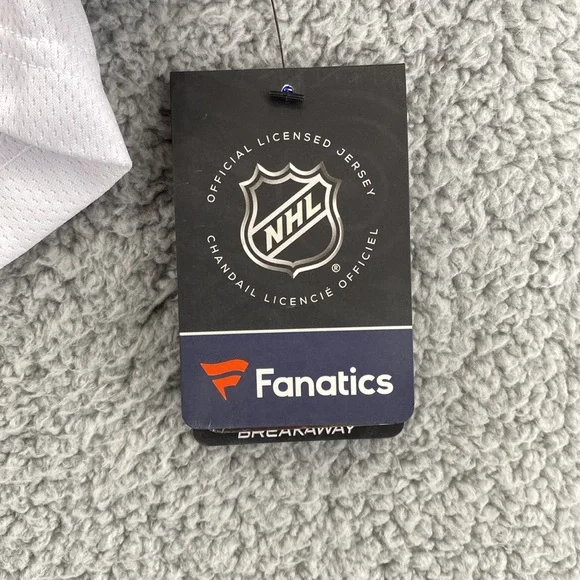 OFFICIAL LICENSED JERSEY
NHL
®
CHANDAIL LICENCIÉ OFFICIEL
Fanatics
BREAKAWAY